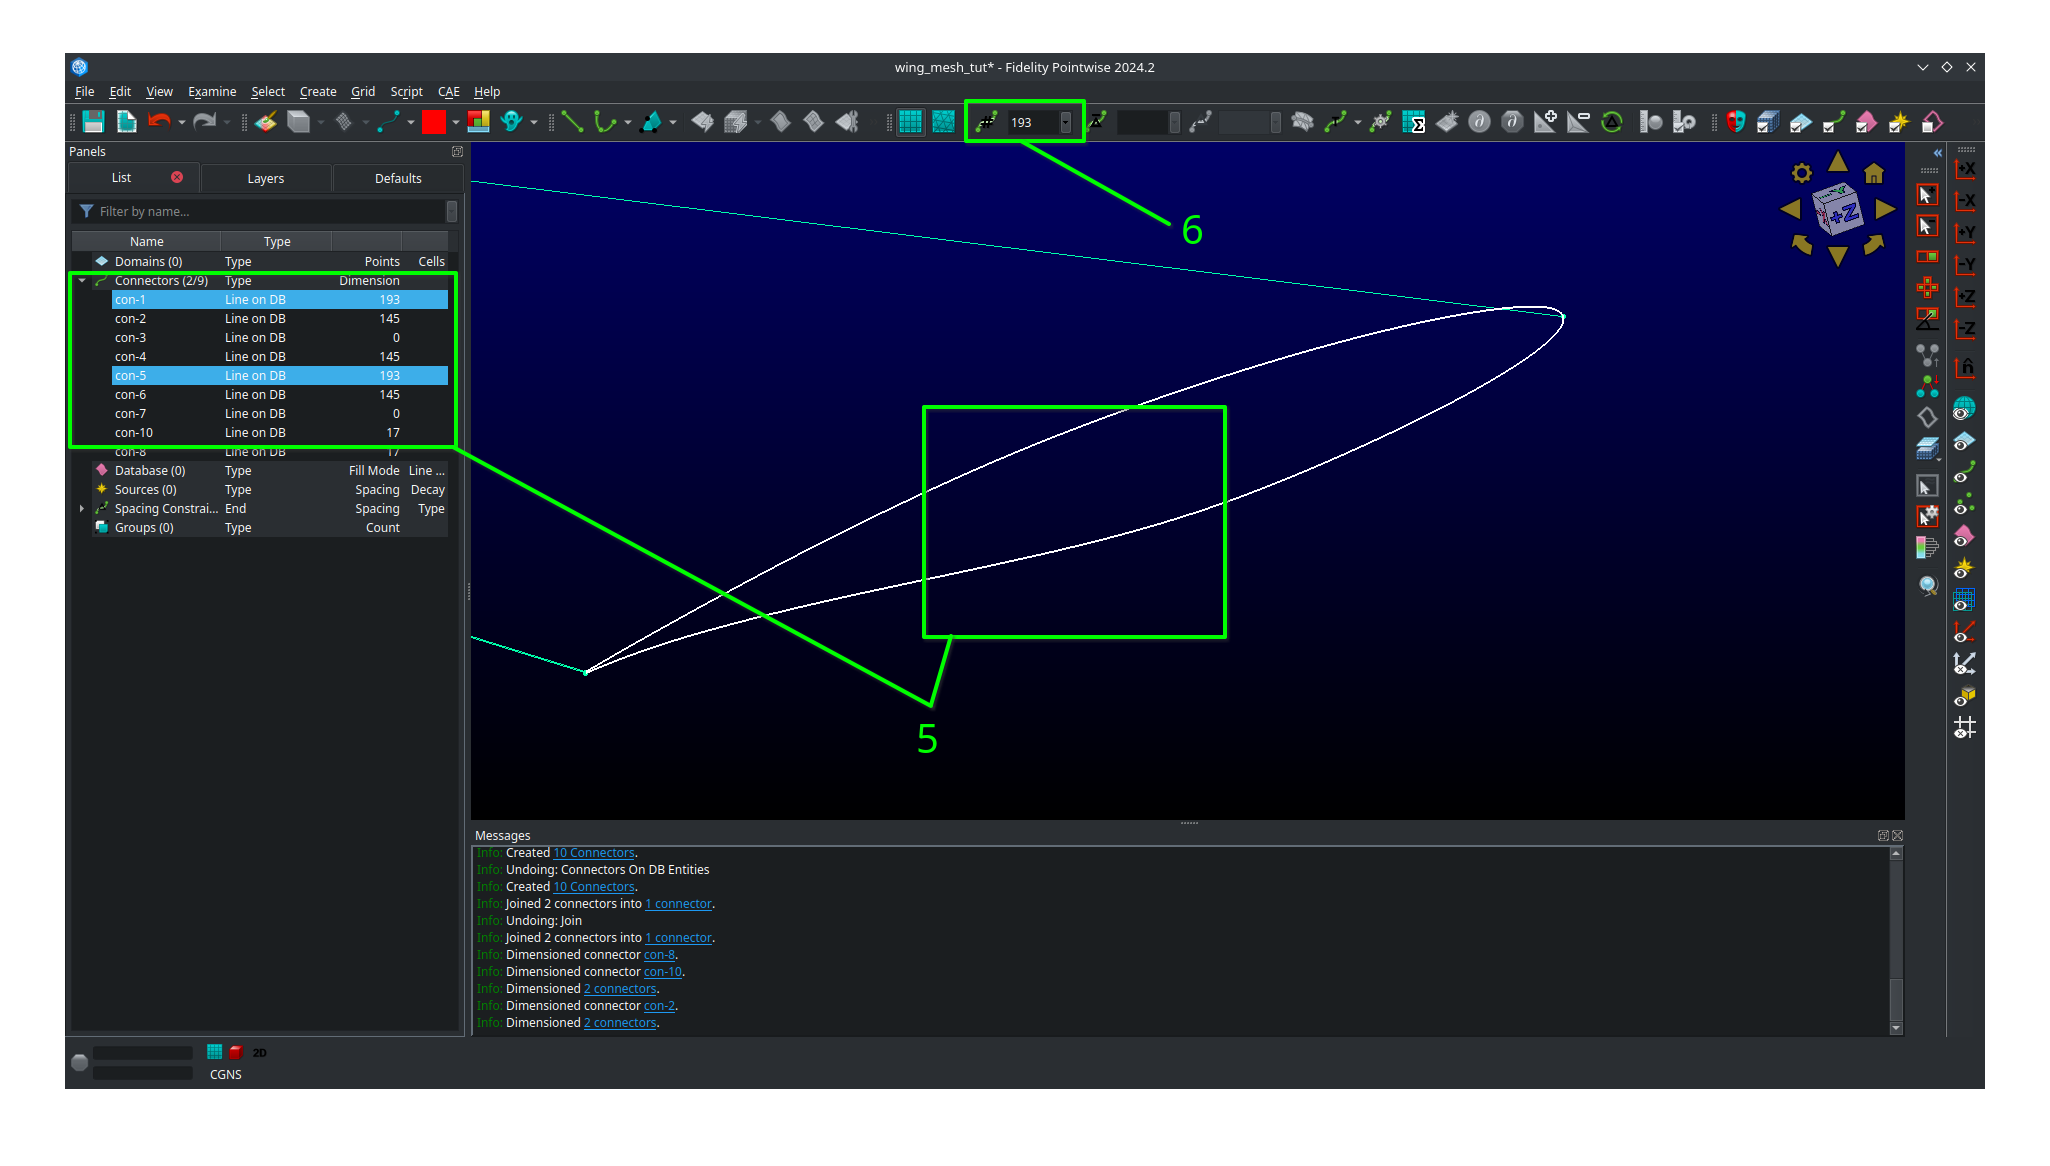 wing_mesh_tut* - Fidelity Pointwise 2024.2
File Edit View Examine Select Create Grid Script CAE Help
193
6
Panels
List Layers Defaults
Filter by name...
Name Type
Domains (0) Type Points Cells
Connectors (2/9) Type Dimension
con-1 Line on DB 193
con-2 Line on DB 145
con-3 Line on DB 0
con-4 Line on DB 145
con-5 Line on DB 193
con-6 Line on DB 145
con-7 Line on DB 0
con-10 Line on DB 17
con-8 Line on DB 17
Database (0) Type Fill Mode Line ...
Sources (0) Type Spacing Decay
Spacing Constrai... End Spacing Type
Groups (0) Type Count
+Z
+X
-X
+Y
-Y
+Z
-Z
n̂
5
Messages
Info: Created 10 Connectors.
Info: Undoing: Connectors On DB Entities
Info: Created 10 Connectors.
Info: Joined 2 connectors into 1 connector.
Info: Undoing: Join
Info: Joined 2 connectors into 1 connector.
Info: Dimensioned connector con-8.
Info: Dimensioned connector con-10.
Info: Dimensioned 2 connectors.
Info: Dimensioned connector con-2.
Info: Dimensioned 2 connectors.
2D
CGNS